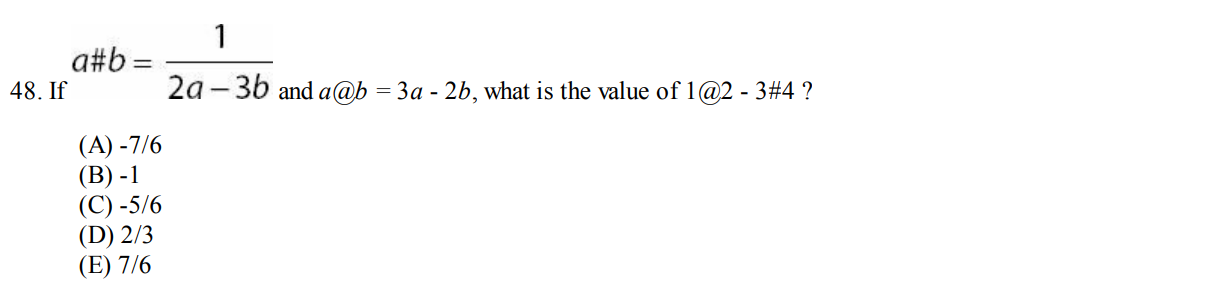 48. If a#b = 1 / 2a – 3b and a@b = 3a - 2b, what is the value of 1@2 - 3#4 ?
(A) -7/6
(B) -1
(C) -5/6
(D) 2/3
(E) 7/6